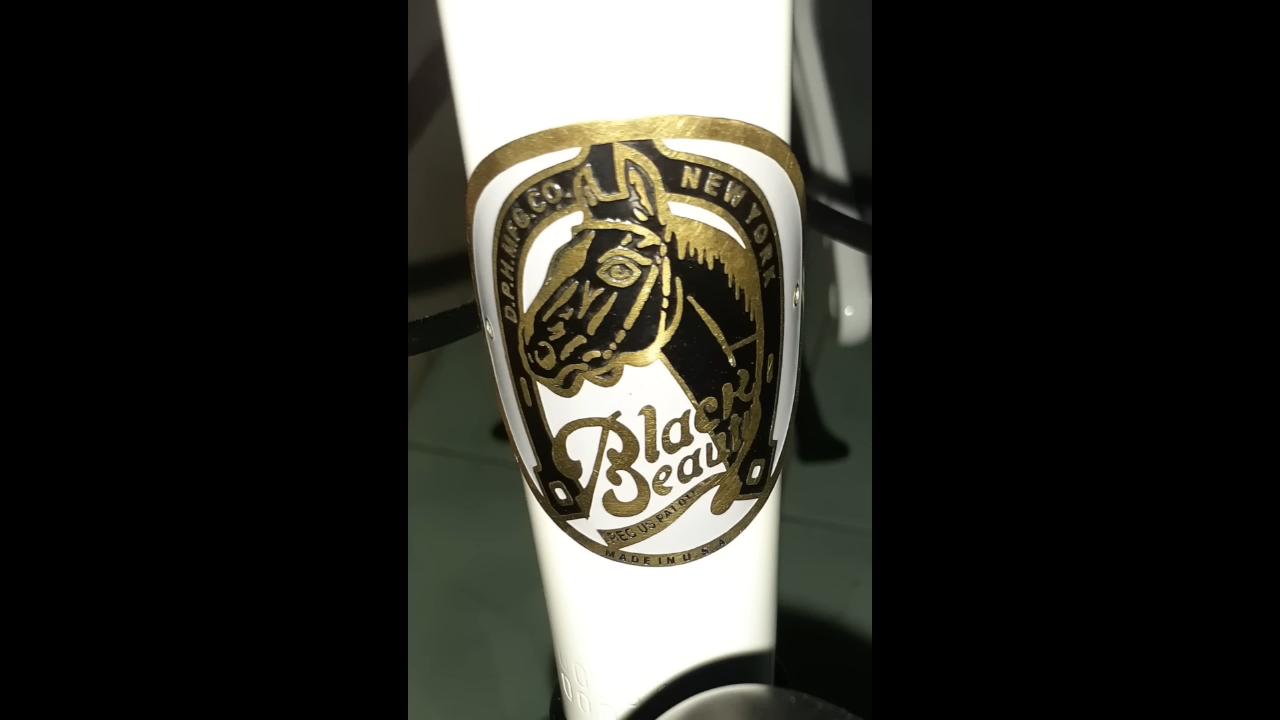 D.P.H.MFG.CO. NEW YORK
Black
Beauty
REG US PAT OFF
MADE IN U.S.A.